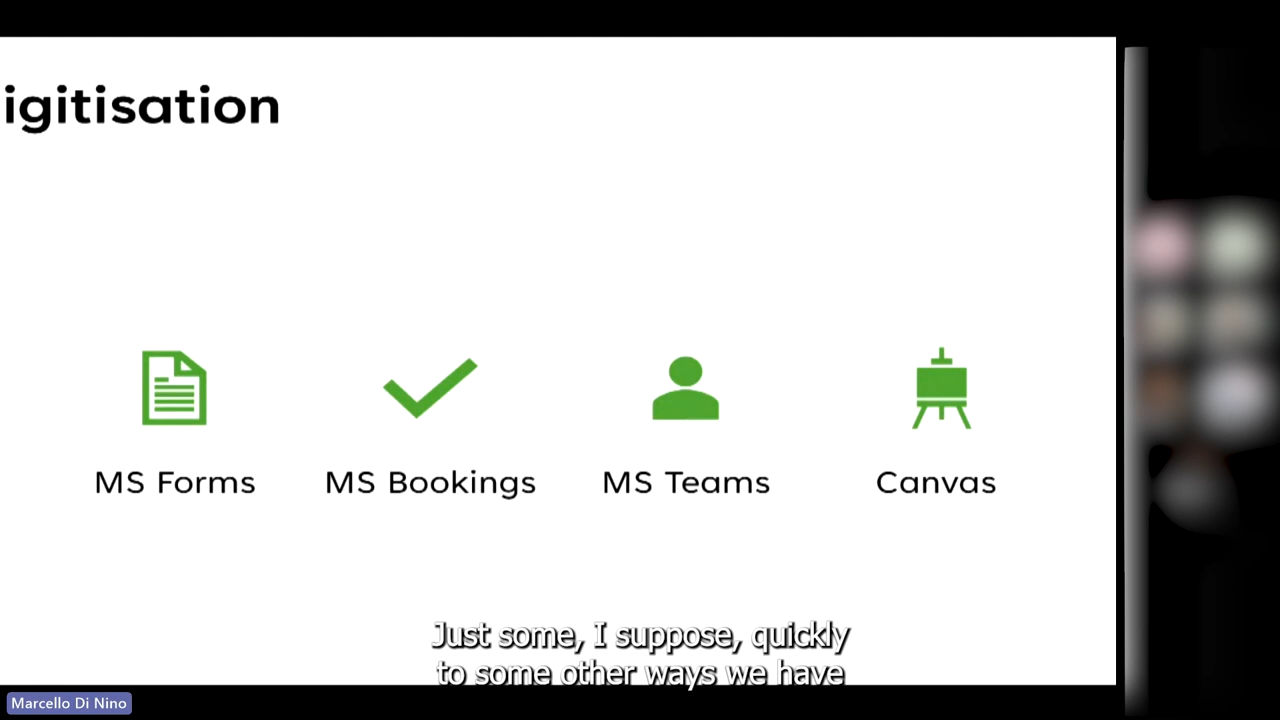 igitisation
MS Forms
MS Bookings
MS Teams
Canvas
Just some, I suppose, quickly
to some other ways we have
Marcello Di Nino